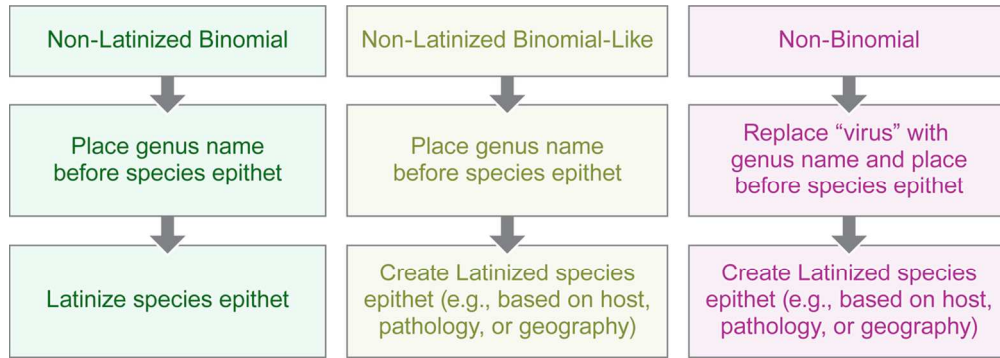 Non-Latinized Binomial
Place genus name
before species epithet
Latinize species epithet
Non-Latinized Binomial-Like
Place genus name
before species epithet
Create Latinized species
epithet (e.g., based on host,
pathology, or geography)
Non-Binomial
Replace “virus” with
genus name and place
before species epithet
Create Latinized species
epithet (e.g., based on host,
pathology, or geography)